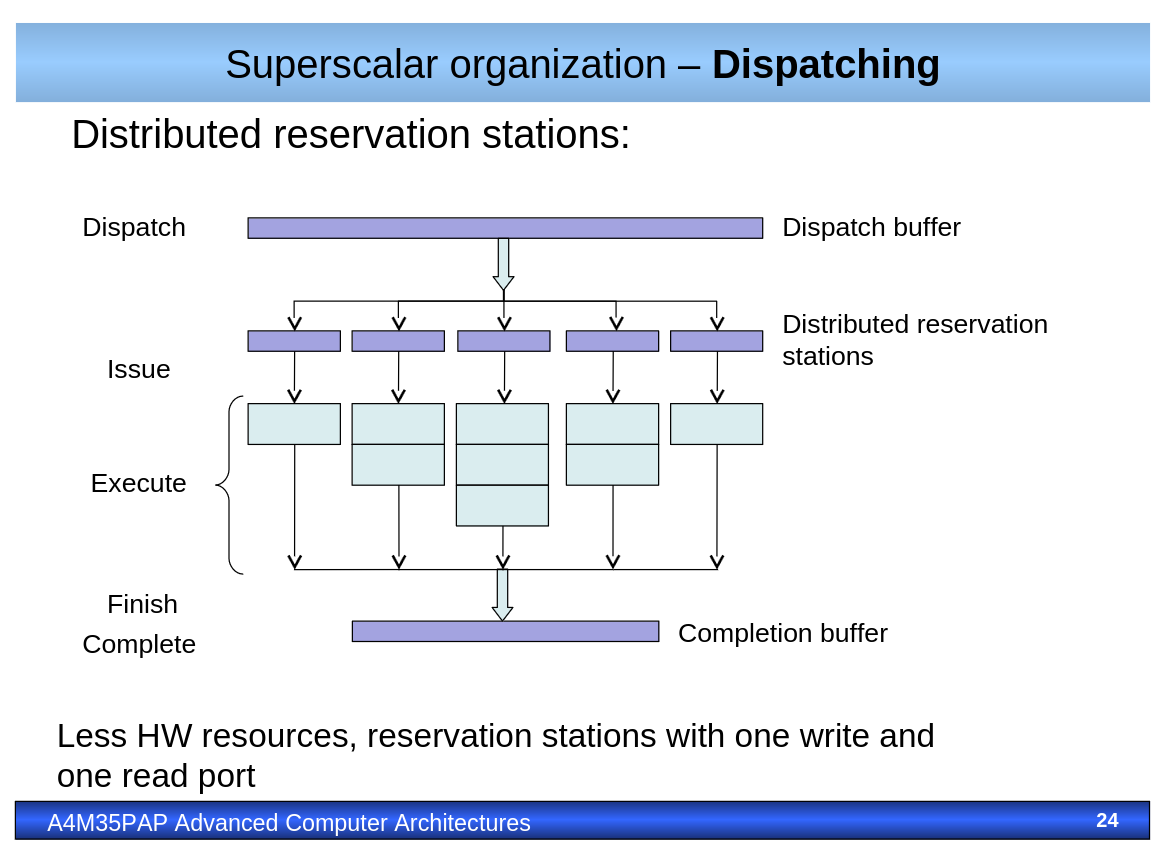 Superscalar organization – Dispatching
Distributed reservation stations:
Dispatch
Dispatch buffer
Distributed reservation
stations
Issue
Execute
Finish
Complete
Completion buffer
Less HW resources, reservation stations with one write and
one read port
A4M35PAP Advanced Computer Architectures
24